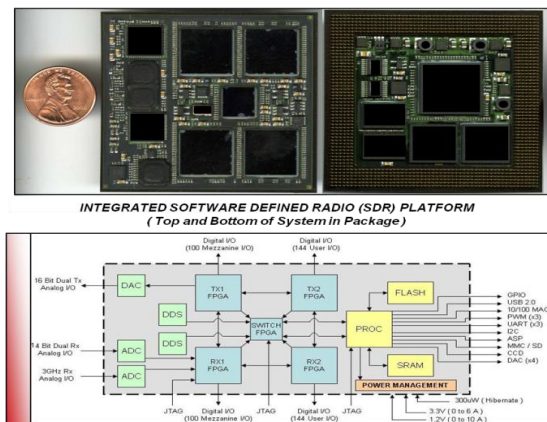 INTEGRATED SOFTWARE DEFINED RADIO (SDR) PLATFORM
( Top and Bottom of System in Package )
Digital I/O
(100 Mezzanine I/O)
Digital I/O
(144 User I/O)
16 Bit Dual Tx
Analog I/O
DAC
TX1
FPGA
TX2
FPGA
FLASH
DDS
DDS
SWITCH
FPGA
PROC
GPIO
USB 2.0
10/100 MAC
PWM (x3)
UART (x3)
I2C
ASP
MMC / SD
CCD
DAC (x4)
14 Bit Dual Rx
Analog I/O
ADC
3GHz Rx
Analog I/O
ADC
RX1
FPGA
RX2
FPGA
SRAM
POWER MANAGEMENT
JTAG
Digital I/O
(100 Mezzanine I/O)
JTAG
Digital I/O
(144 User I/O)
JTAG
300uW ( Hibernate )
3.3V ( 0 to 6 A )
1.2V ( 0 to 10 A )